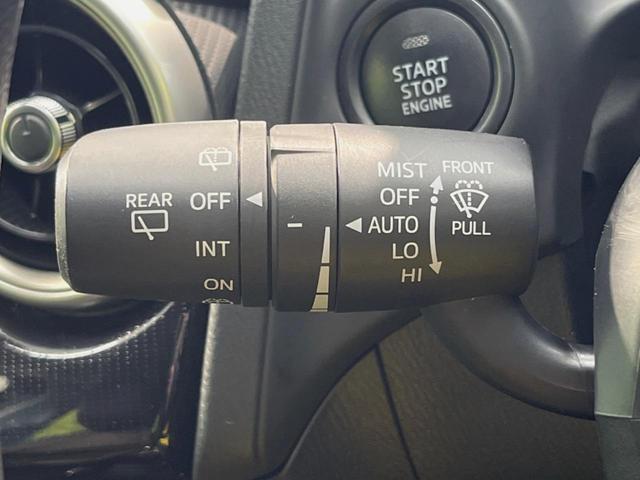 START
STOP
ENGINE
REAR
OFF
INT
ON
MIST
OFF
AUTO
LO
HI
FRONT
PULL